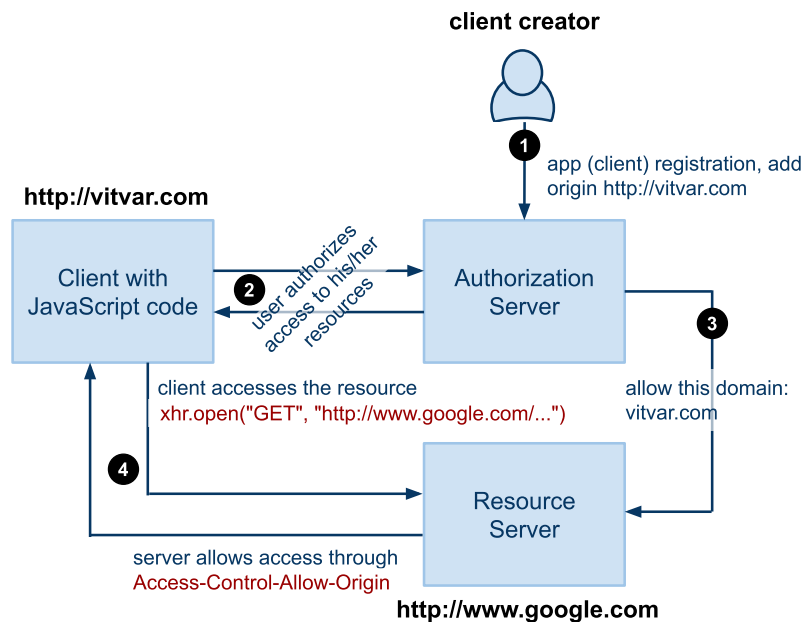 client creator
1
app (client) registration, add
origin http://vitvar.com
http://vitvar.com
Client with
JavaScript code
2
user authorizes
access to his/her
resources
Authorization
Server
3
allow this domain:
vitvar.com
client accesses the resource
xhr.open("GET", "http://www.google.com/...")
4
Resource
Server
server allows access through
Access-Control-Allow-Origin
http://www.google.com